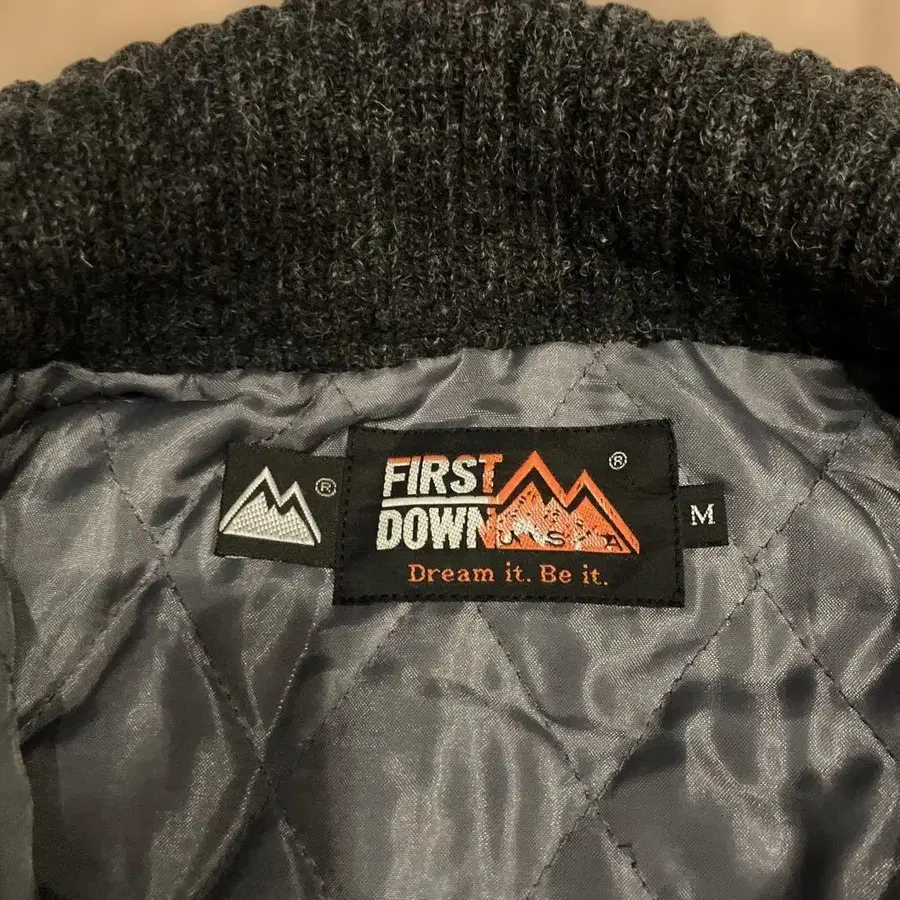 ®
FIRST
DOWN
USA
®
Dream it. Be it.
M